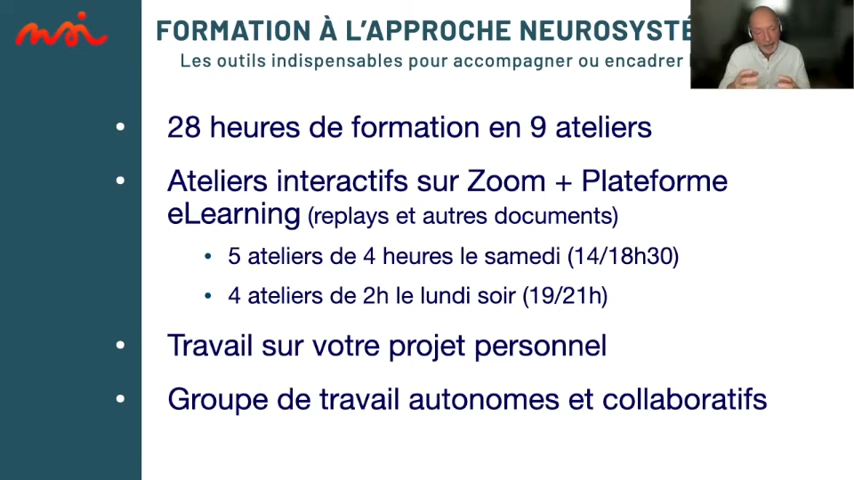 nsi
FORMATION À L'APPROCHE NEUROSYSTÉ
Les outils indispensables pour accompagner ou encadrer
• 28 heures de formation en 9 ateliers
• Ateliers interactifs sur Zoom + Plateforme
eLearning (replays et autres documents)
• 5 ateliers de 4 heures le samedi (14/18h30)
• 4 ateliers de 2h le lundi soir (19/21h)
• Travail sur votre projet personnel
• Groupe de travail autonomes et collaboratifs